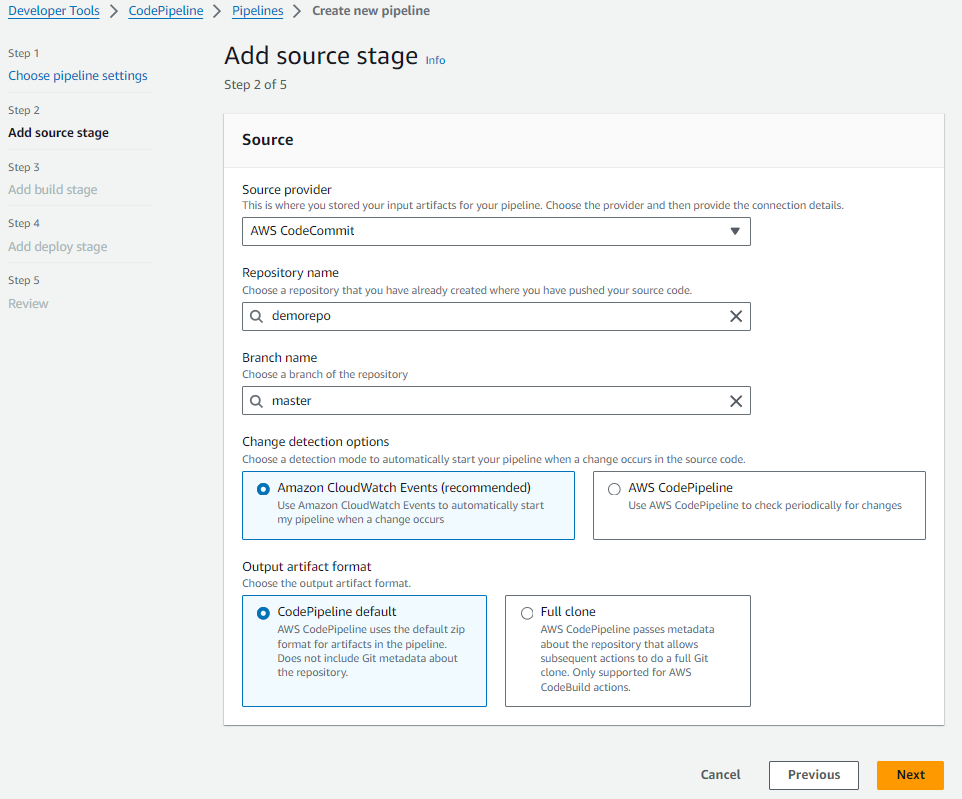 Developer Tools > CodePipeline > Pipelines > Create new pipeline
Step 1
Choose pipeline settings
Step 2
Add source stage
Step 3
Add build stage
Step 4
Add deploy stage
Step 5
Review
Add source stage Info
Step 2 of 5
Source
Source provider
This is where you stored your input artifacts for your pipeline. Choose the provider and then provide the connection details.
AWS CodeCommit
Repository name
Choose a repository that you have already created where you have pushed your source code.
demorepo
Branch name
Choose a branch of the repository
master
Change detection options
Choose a detection mode to automatically start your pipeline when a change occurs in the source code.
Amazon CloudWatch Events (recommended)
Use Amazon CloudWatch Events to automatically start
my pipeline when a change occurs
AWS CodePipeline
Use AWS CodePipeline to check periodically for changes
Output artifact format
Choose the output artifact format.
CodePipeline default
AWS CodePipeline uses the default zip
format for artifacts in the pipeline.
Does not include Git metadata about
the repository.
Full clone
AWS CodePipeline passes metadata
about the repository that allows
subsequent actions to do a full Git
clone. Only supported for AWS
CodeBuild actions.
Cancel
Previous
Next